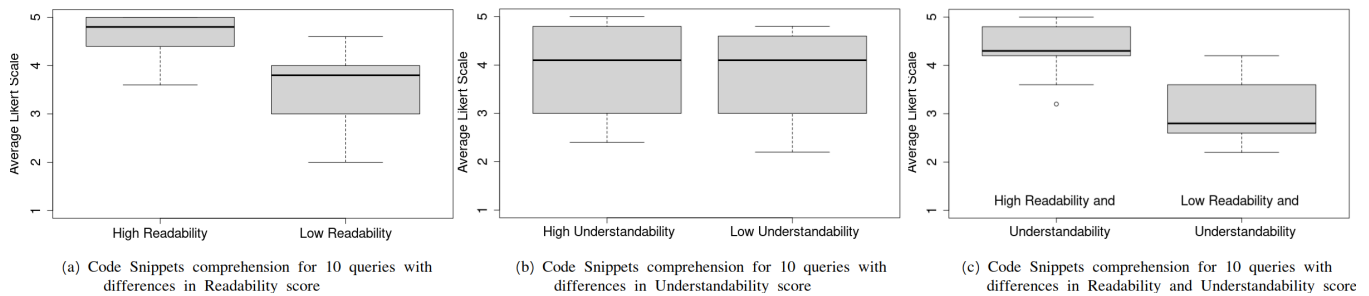 Average Likert Scale
5
4
3
2
1
High Readability
Low Readability
(a) Code Snippets comprehension for 10 queries with
differences in Readability score
Average Likert Scale
5
4
3
2
1
High Understandability
Low Understandability
(b) Code Snippets comprehension for 10 queries with
differences in Understandability score
Average Likert Scale
5
4
3
2
1
High Readability and
Understandability
Low Readability and
Understandability
(c) Code Snippets comprehension for 10 queries with
differences in Readability and Understandability score